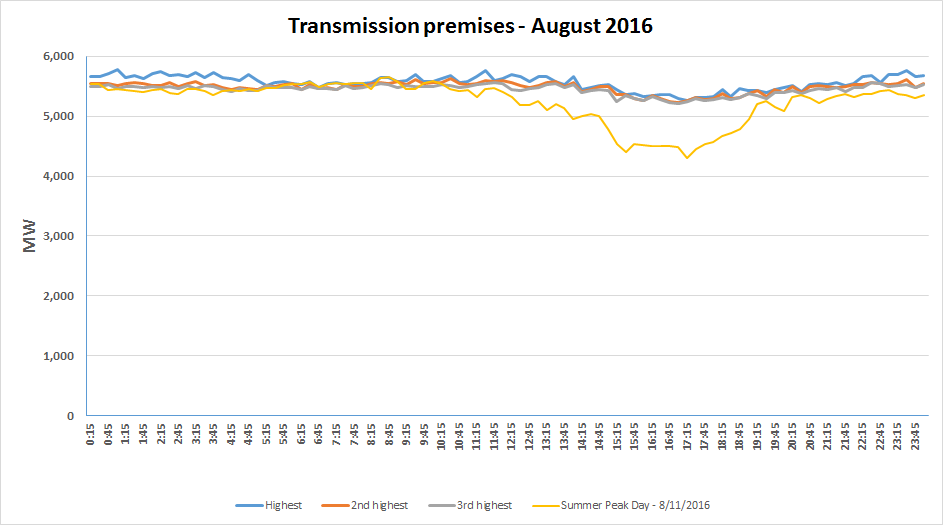 Transmission premises - August 2016
6,000
5,000
4,000
3,000
2,000
1,000
0
MW
0:15 0:45 1:15 1:45 2:15 2:45 3:15 3:45 4:15 4:45 5:15 5:45 6:15 6:45 7:15 7:45 8:15 8:45 9:15 9:45 10:15 10:45 11:15 11:45 12:15 12:45 13:15 13:45 14:15 14:45 15:15 15:45 16:15 16:45 17:15 17:45 18:15 18:45 19:15 19:45 20:15 20:45 21:15 21:45 22:15 22:45 23:15 23:45
Highest 2nd highest 3rd highest Summer Peak Day - 8/11/2016